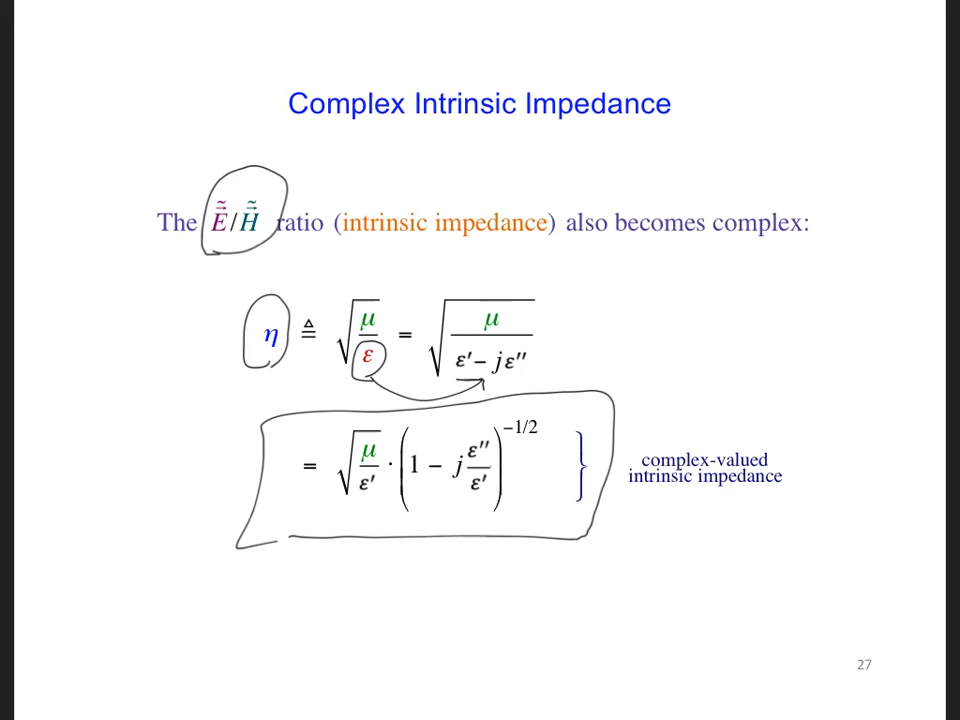 Complex Intrinsic Impedance
The Ẽ⃗ / H̃⃗ ratio (intrinsic impedance) also becomes complex:
η ≜ √(μ/ε) = √(μ/(ε′ − jε″))
= √(μ/ε′) · (1 − j ε″/ε′)^(−1/2) } complex-valued
intrinsic impedance
27